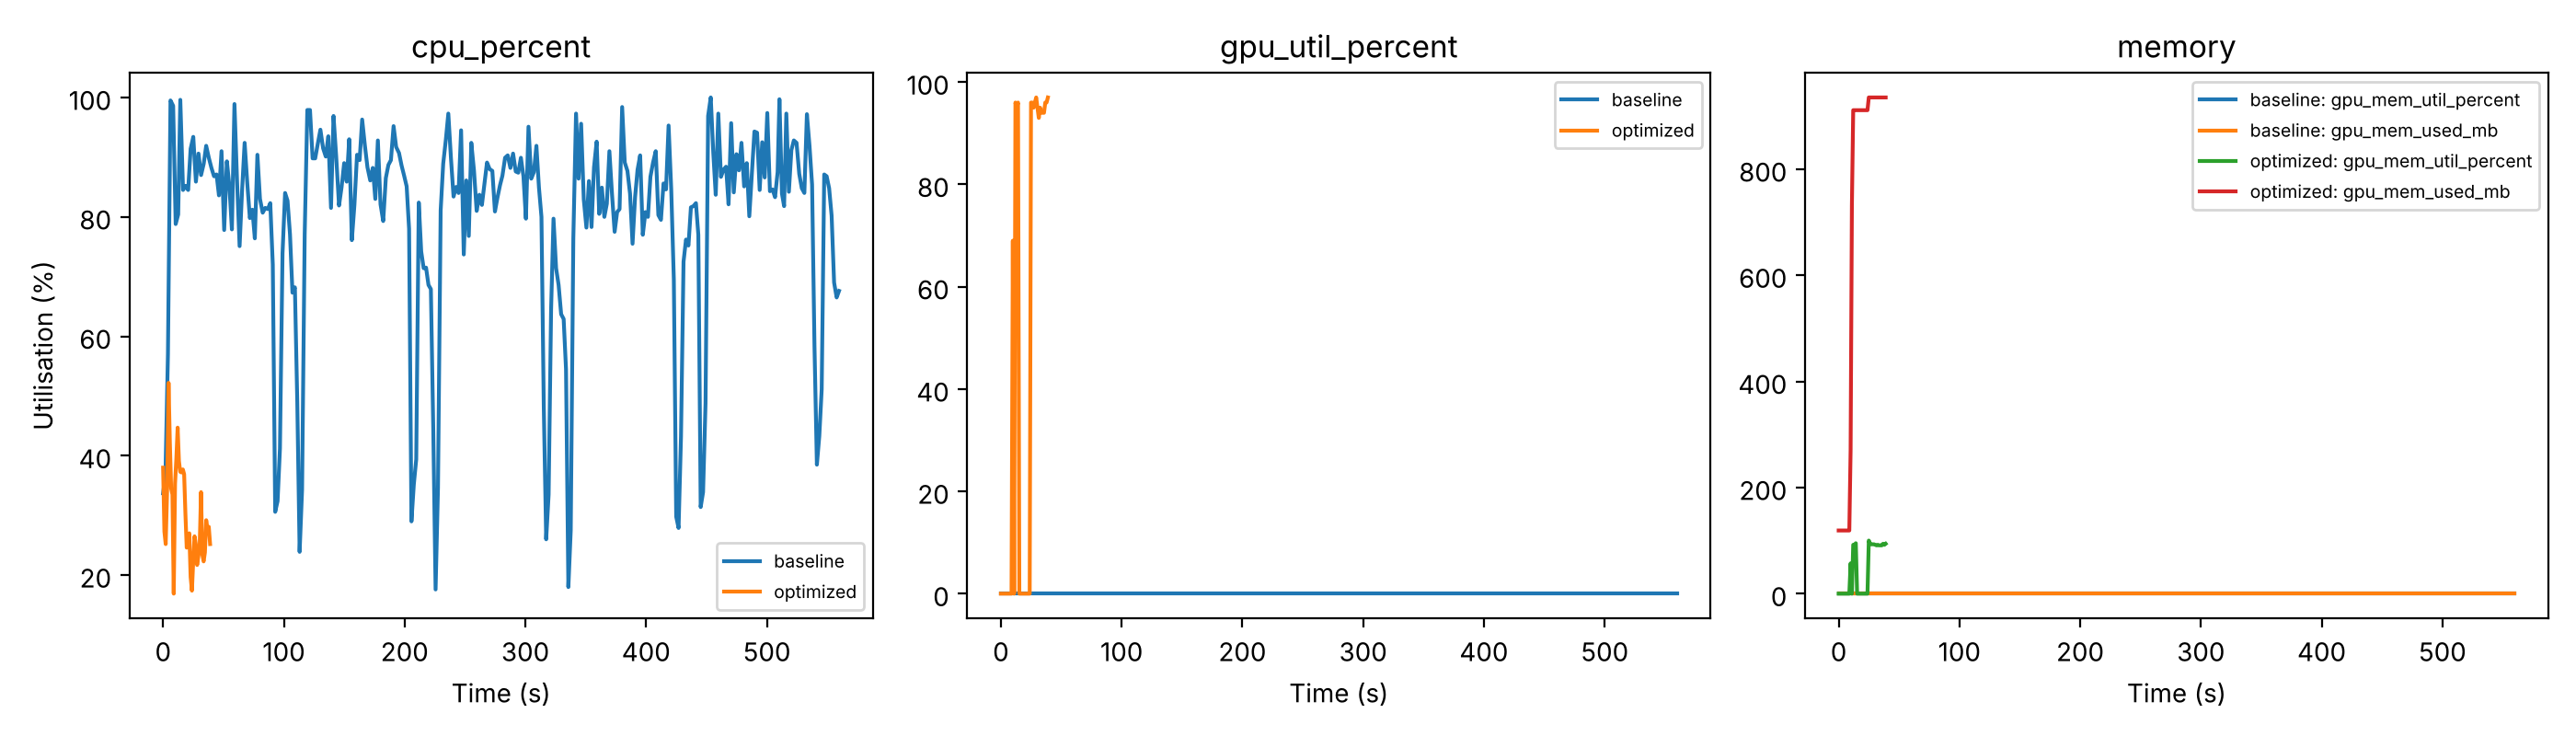 cpu_percent
Utilisation (%)
100
80
60
40
20
0 100 200 300 400 500
Time (s)
baseline
optimized
gpu_util_percent
100
80
60
40
20
0
0 100 200 300 400 500
Time (s)
baseline
optimized
memory
800
600
400
200
0
0 100 200 300 400 500
Time (s)
baseline: gpu_mem_util_percent
baseline: gpu_mem_used_mb
optimized: gpu_mem_util_percent
optimized: gpu_mem_used_mb